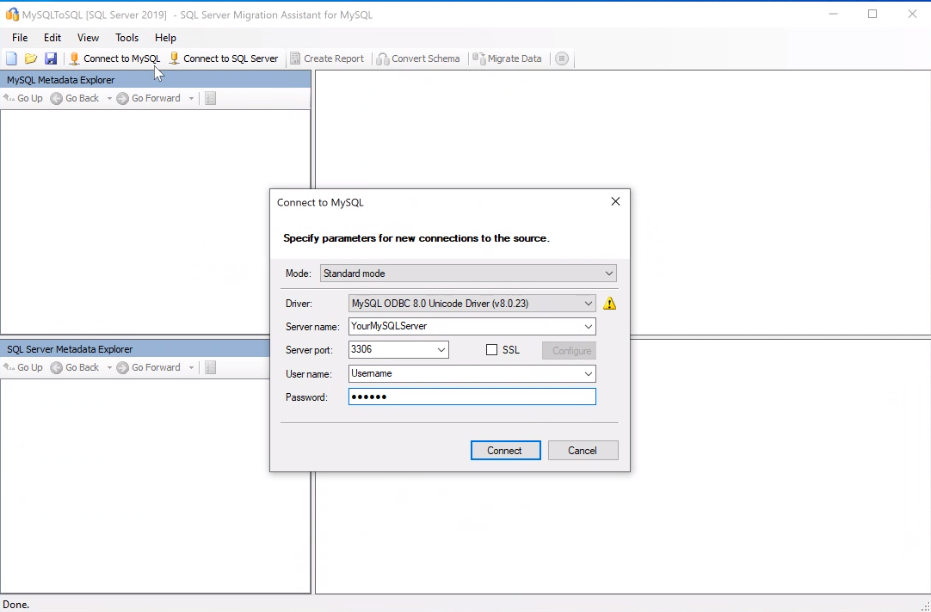 MySQLToSQL [SQL Server 2019] - SQL Server Migration Assistant for MySQL
File Edit View Tools Help
Connect to MySQL Connect to SQL Server Create Report Convert Schema Migrate Data
MySQL Metadata Explorer
Go Up Go Back Go Forward
Connect to MySQL
Specify parameters for new connections to the source.
Mode: Standard mode
Driver: MySQL ODBC 8.0 Unicode Driver (v8.0.23)
Server name: YourMySQLServer
Server port: 3306 SSL Configure
User name: Username
Password: ●●●●●●
Connect Cancel
SQL Server Metadata Explorer
Go Up Go Back Go Forward
Done.